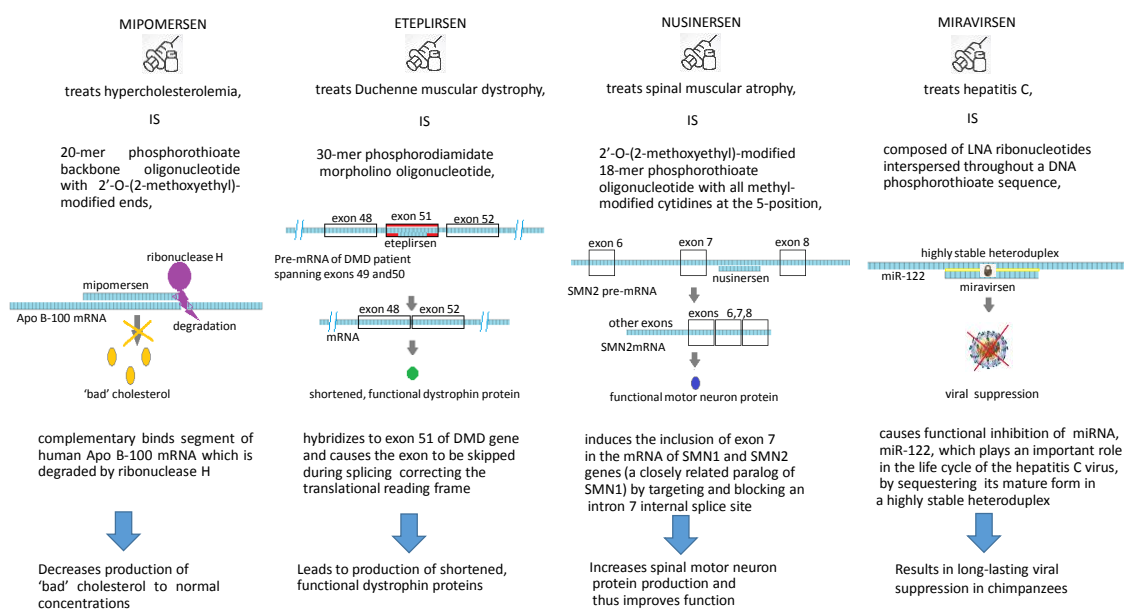 MIPOMERSEN
treats hypercholesterolemia,
IS
20-mer phosphorothioate
backbone oligonucleotide
with 2’-O-(2-methoxyethyl)-
modified ends,
ribonuclease H
mipomersen
Apo B-100 mRNA
degradation
‘bad’ cholesterol
complementary binds segment of
human Apo B-100 mRNA which is
degraded by ribonuclease H
Decreases production of
‘bad’ cholesterol to normal
concentrations
ETEPLIRSEN
treats Duchenne muscular dystrophy,
IS
30-mer phosphorodiamidate
morpholino oligonucleotide,
exon 48 exon 51 exon 52
eteplirsen
Pre-mRNA of DMD patient
spanning exons 49 and50
exon 48 exon 52
mRNA
shortened, functional dystrophin protein
hybridizes to exon 51 of DMD gene
and causes the exon to be skipped
during splicing correcting the
translational reading frame
Leads to production of shortened,
functional dystrophin proteins
NUSINERSEN
treats spinal muscular atrophy,
IS
2’-O-(2-methoxyethyl)-modified
18-mer phosphorothioate
oligonucleotide with all methyl-
modified cytidines at the 5-position,
exon 6 exon 7 exon 8
nusinersen
SMN2 pre-mRNA
other exons exons 6,7,8
SMN2mRNA
functional motor neuron protein
induces the inclusion of exon 7
in the mRNA of SMN1 and SMN2
genes (a closely related paralog of
SMN1) by targeting and blocking an
intron 7 internal splice site
Increases spinal motor neuron
protein production and
thus improves function
MIRAVIRSEN
treats hepatitis C,
IS
composed of LNA ribonucleotides
interspersed throughout a DNA
phosphorothioate sequence,
highly stable heteroduplex
miR-122
miravirsen
viral suppression
causes functional inhibition of miRNA,
miR-122, which plays an important role
in the life cycle of the hepatitis C virus,
by sequestering its mature form in
a highly stable heteroduplex
Results in long-lasting viral
suppression in chimpanzees